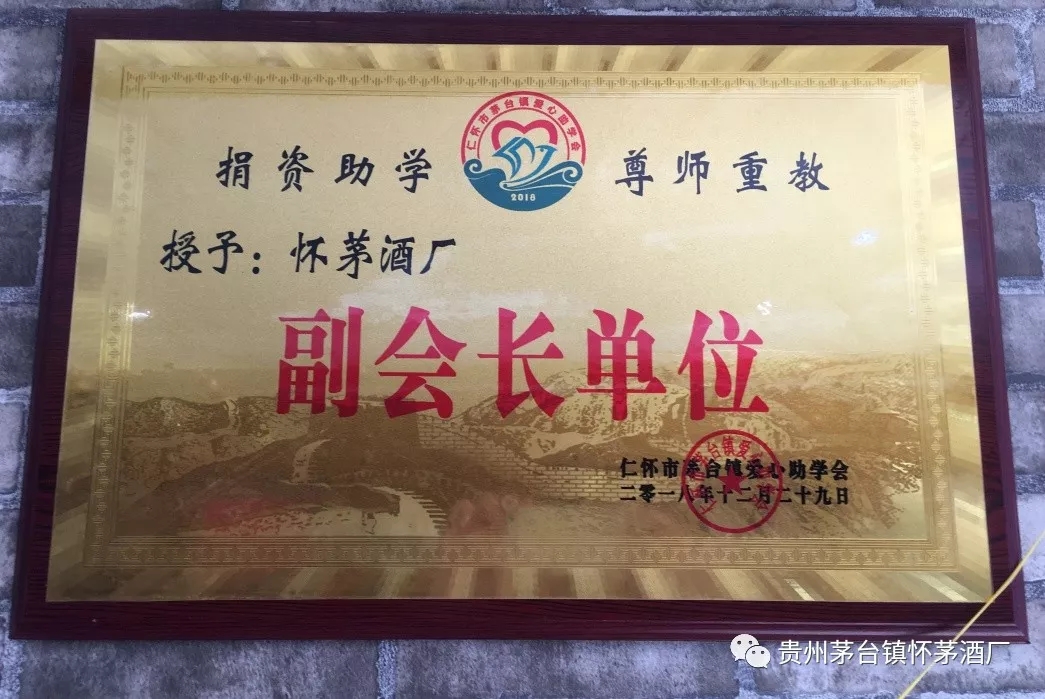 仁怀市茅台镇爱心助学会
2016
捐资助学 尊师重教
授予：怀茅酒厂
副会长单位
仁怀市茅台镇爱心助学会
二零一八年十二月二十九日
贵州茅台镇怀茅酒厂